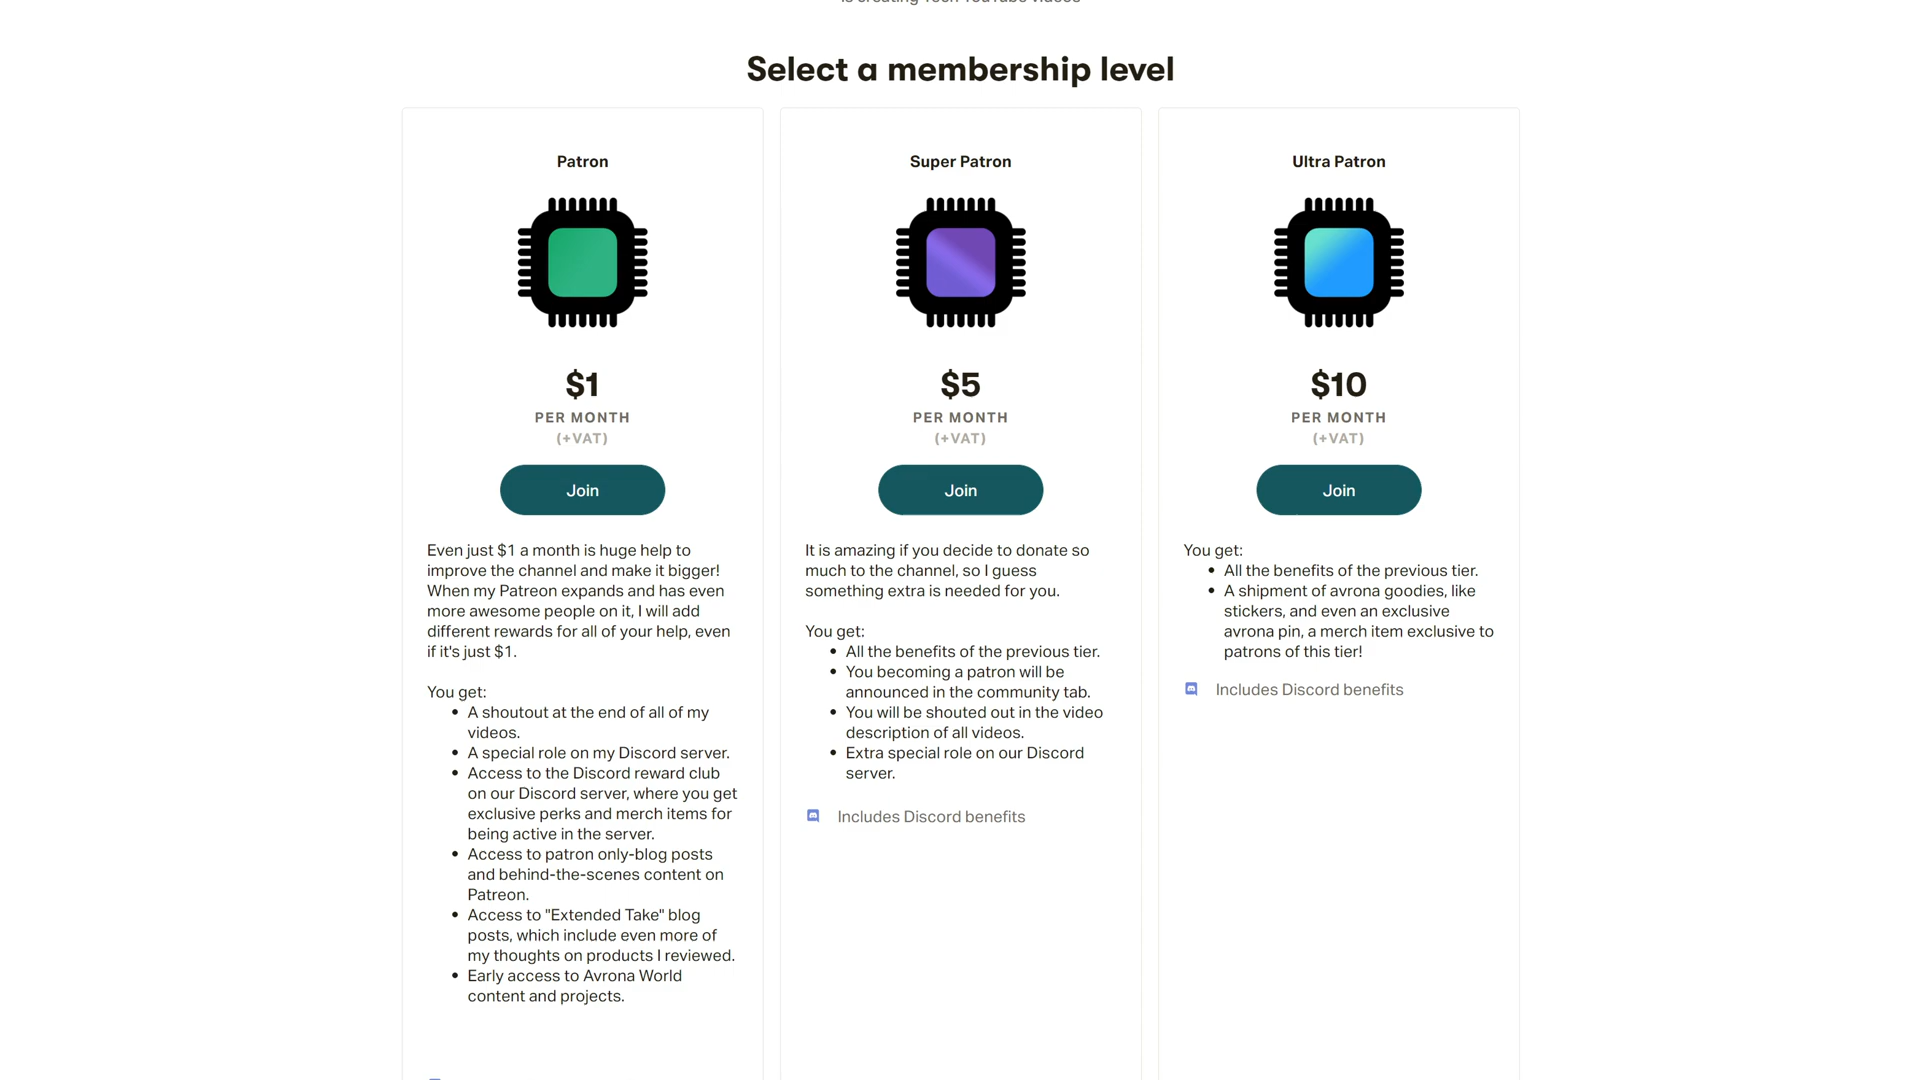 is creating Tech YouTube videos
Select a membership level
Patron
$1
PER MONTH
(+VAT)
Join
Even just $1 a month is huge help to
improve the channel and make it bigger!
When my Patreon expands and has even
more awesome people on it, I will add
different rewards for all of your help, even
if it's just $1.
You get:
A shoutout at the end of all of my
videos.
A special role on my Discord server.
Access to the Discord reward club
on our Discord server, where you get
exclusive perks and merch items for
being active in the server.
Access to patron only-blog posts
and behind-the-scenes content on
Patreon.
Access to "Extended Take" blog
posts, which include even more of
my thoughts on products I reviewed.
Early access to Avrona World
content and projects.
Super Patron
$5
PER MONTH
(+VAT)
Join
It is amazing if you decide to donate so
much to the channel, so I guess
something extra is needed for you.
You get:
All the benefits of the previous tier.
You becoming a patron will be
announced in the community tab.
You will be shouted out in the video
description of all videos.
Extra special role on our Discord
server.
Includes Discord benefits
Ultra Patron
$10
PER MONTH
(+VAT)
Join
You get:
All the benefits of the previous tier.
A shipment of avrona goodies, like
stickers, and even an exclusive
avrona pin, a merch item exclusive to
patrons of this tier!
Includes Discord benefits